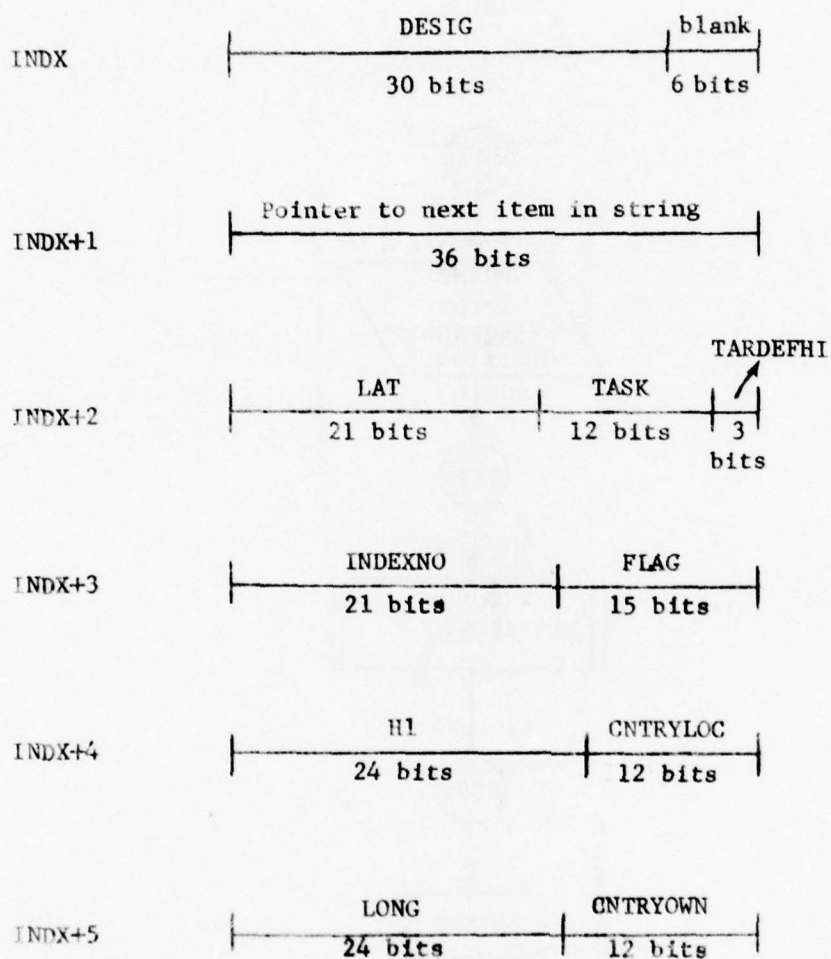 DESIG blank
INDX
30 bits 6 bits
Pointer to next item in string
INDX+1
36 bits
TARDEFHI
LAT TASK
INDX+2
21 bits 12 bits 3
bits
INDEXNO FLAG
INDX+3
21 bits 15 bits
H1 CNTRYLOC
INDX+4
24 bits 12 bits
LONG CNTRYOWN
INDX+5
24 bits 12 bits